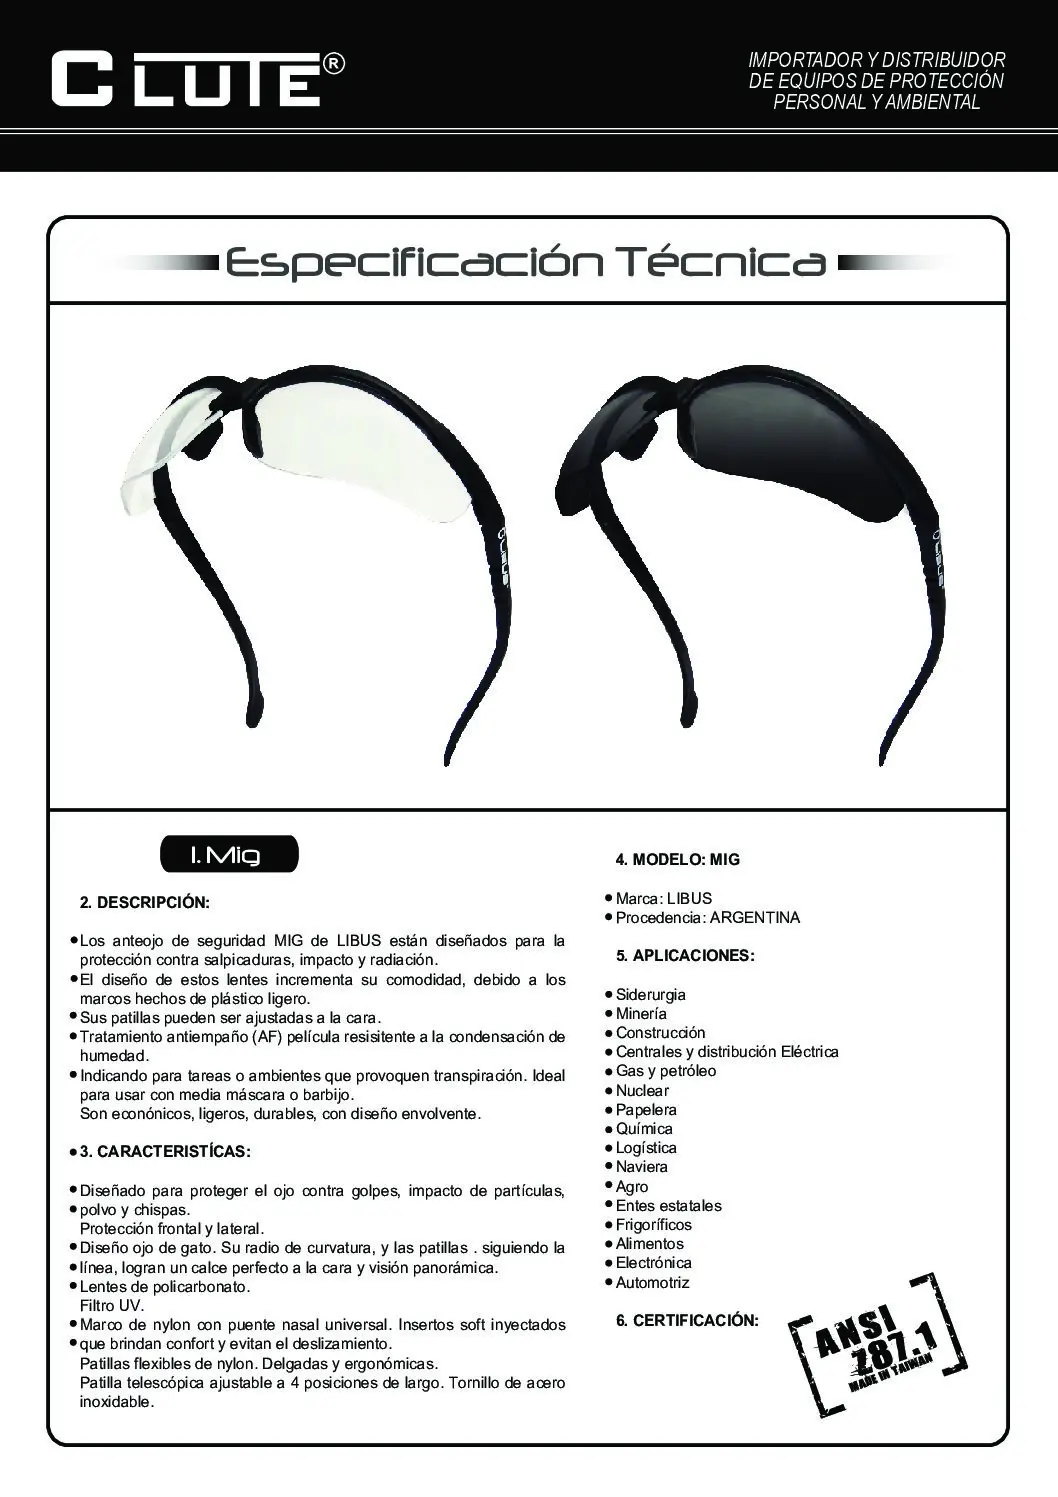 CLUTE®
IMPORTADOR Y DISTRIBUIDOR
DE EQUIPOS DE PROTECCIÓN
PERSONAL Y AMBIENTAL
Especificación Técnica
1. Mig
2. DESCRIPCIÓN:
●Los anteojo de seguridad MIG de LIBUS están diseñados para la
protección contra salpicaduras, impacto y radiación.
●El diseño de estos lentes incrementa su comodidad, debido a los
marcos hechos de plástico ligero.
●Sus patillas pueden ser ajustadas a la cara.
●Tratamiento antiempaño (AF) película resisitente a la condensación de
humedad.
●Indicando para tareas o ambientes que provoquen transpiración. Ideal
para usar con media máscara o barbijo.
Son econónicos, ligeros, durables, con diseño envolvente.
●3. CARACTERISTÍCAS:
●Diseñado para proteger el ojo contra golpes, impacto de partículas,
●polvo y chispas.
Protección frontal y lateral.
●Diseño ojo de gato. Su radio de curvatura, y las patillas . siguiendo la
●línea, logran un calce perfecto a la cara y visión panorámica.
●Lentes de policarbonato.
Filtro UV.
●Marco de nylon con puente nasal universal. Insertos soft inyectados
●que brindan confort y evitan el deslizamiento.
Patillas flexibles de nylon. Delgadas y ergonómicas.
Patilla telescópica ajustable a 4 posiciones de largo. Tornillo de acero
inoxidable.
4. MODELO: MIG
●Marca: LIBUS
●Procedencia: ARGENTINA
5. APLICACIONES:
●Siderurgia
●Minería
●Construcción
●Centrales y distribución Eléctrica
●Gas y petróleo
●Nuclear
●Papelera
●Química
●Logística
●Naviera
●Agro
●Entes estatales
●Frigoríficos
●Alimentos
●Electrónica
●Automotriz
6. CERTIFICACIÓN:
ANSI
Z87.1
MADE IN TAIWAN